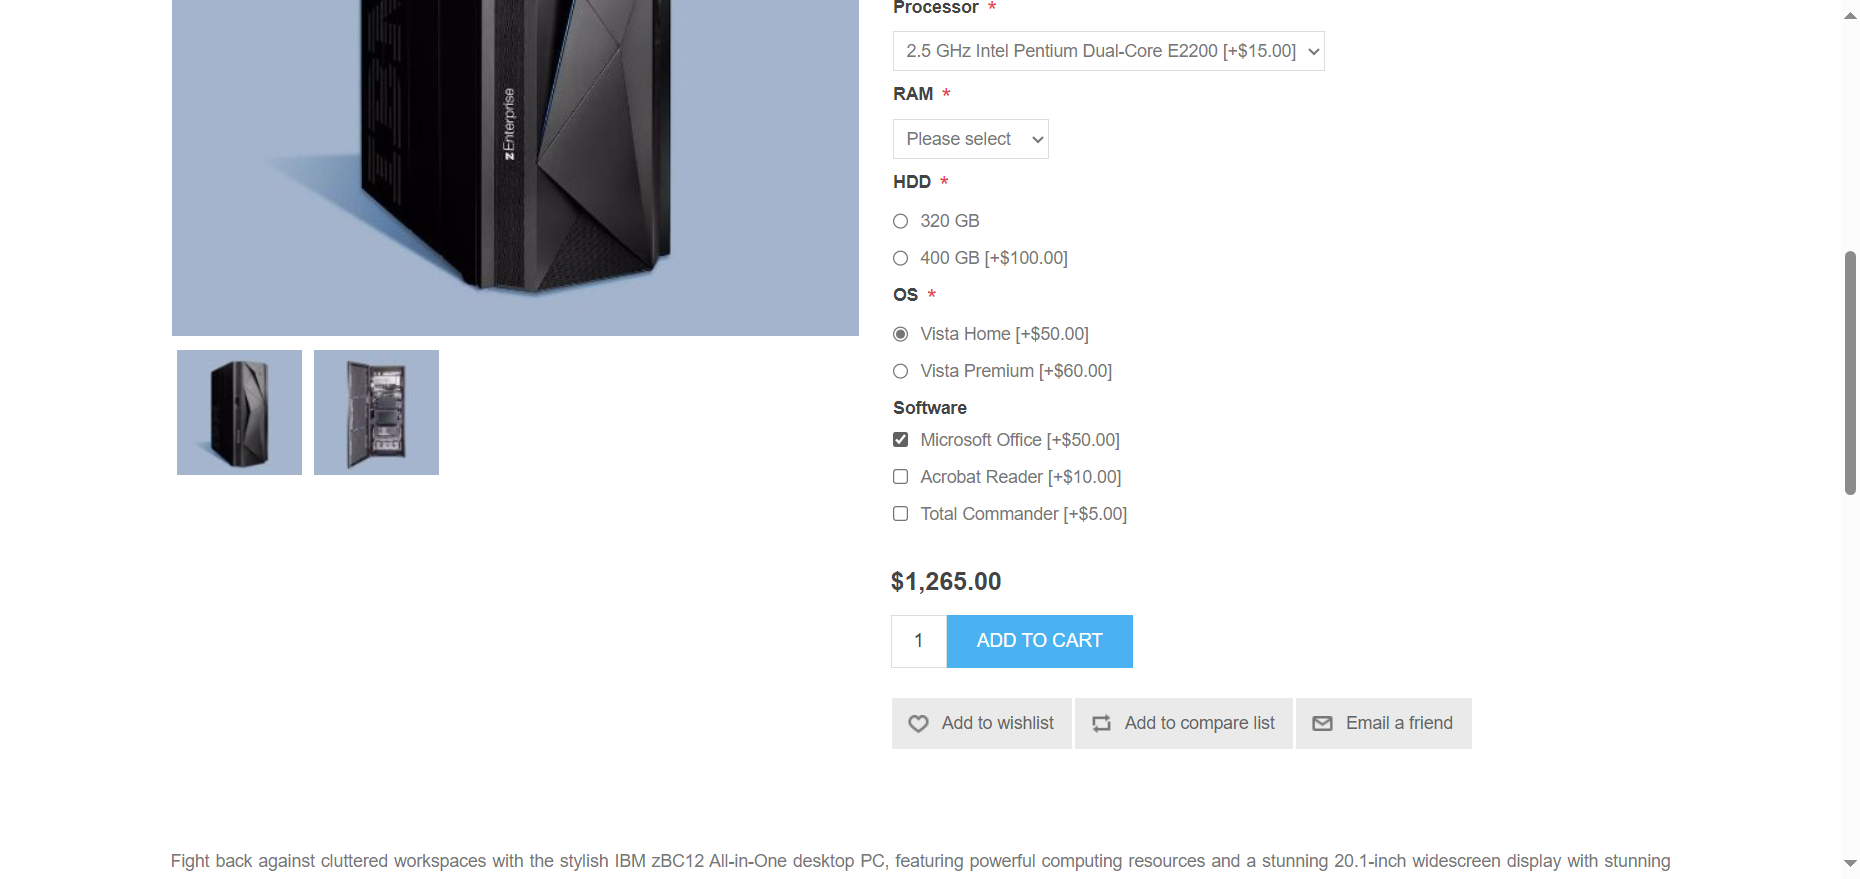 Processor *
2.5 GHz Intel Pentium Dual-Core E2200 [+$15.00]
RAM *
Please select
HDD *
320 GB
400 GB [+$100.00]
OS *
Vista Home [+$50.00]
Vista Premium [+$60.00]
Software
Microsoft Office [+$50.00]
Acrobat Reader [+$10.00]
Total Commander [+$5.00]
$1,265.00
1 ADD TO CART
Add to wishlist Add to compare list Email a friend
zEnterprise
IBM
Fight back against cluttered workspaces with the stylish IBM zBC12 All-in-One desktop PC, featuring powerful computing resources and a stunning 20.1-inch widescreen display with stunning